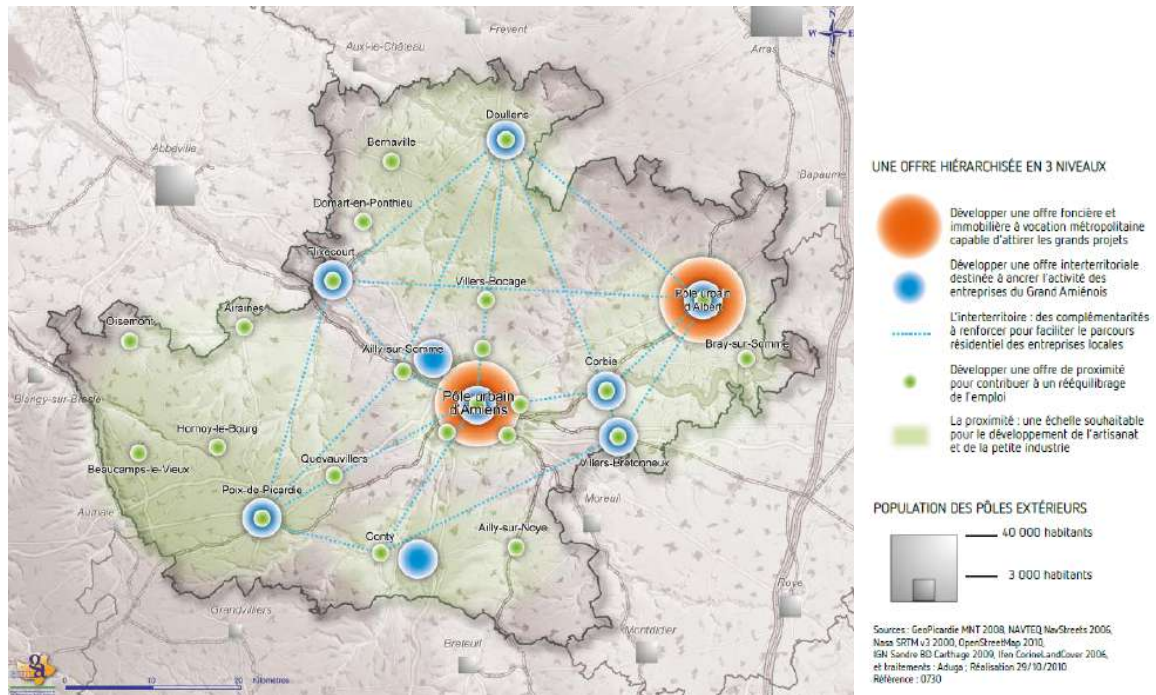 Frévent
Auxi-le-Château
Arras
N
W
E
S
Doullens
Bernaville
Abbeville
Bapaume
Domart-en-Ponthieu
Flixecourt
Villers-Bocage
Pôle urbain
d'Albert
Airaines
Oisemont
Ailly-sur-Somme
Corbie
Bray-sur-Somme
Blangy-sur-Bresle
Pôle urbain
d'Amiens
Hornoy-le-Bourg
Beaucamps-le-Vieux
Quevauvillers
Villers-Bretonneux
Poix-de-Picardie
Moreuil
Aumale
Conty
Ailly-sur-Noye
Roye
Grandvilliers
Montdidier
Breteuil
0 10 20 Kilomètres
UNE OFFRE HIÉRARCHISÉE EN 3 NIVEAUX
Développer une offre foncière et
immobilière à vocation métropolitaine
capable d'attirer les grands projets
Développer une offre interterritoriale
destinée à ancrer l'activité des
entreprises du Grand Amiénois
L'interterritoire : des complémentarités
à renforcer pour faciliter le parcours
résidentiel des entreprises locales
Développer une offre de proximité
pour contribuer à un rééquilibrage
de l'emploi
La proximité : une échelle souhaitable
pour le développement de l'artisanat
et de la petite industrie
POPULATION DES PÔLES EXTÉRIEURS
40 000 habitants
3 000 habitants
Sources : GeoPicardie MNT 2008, NAVTEQ NavStreets 2006,
Nasa SRTM v3 2000, OpenStreetMap 2010,
IGN Sandre BD Carthage 2009, Ifen CorineLandCover 2006,
et traitements : Aduga ; Réalisation 29/10/2010
Référence : 0730